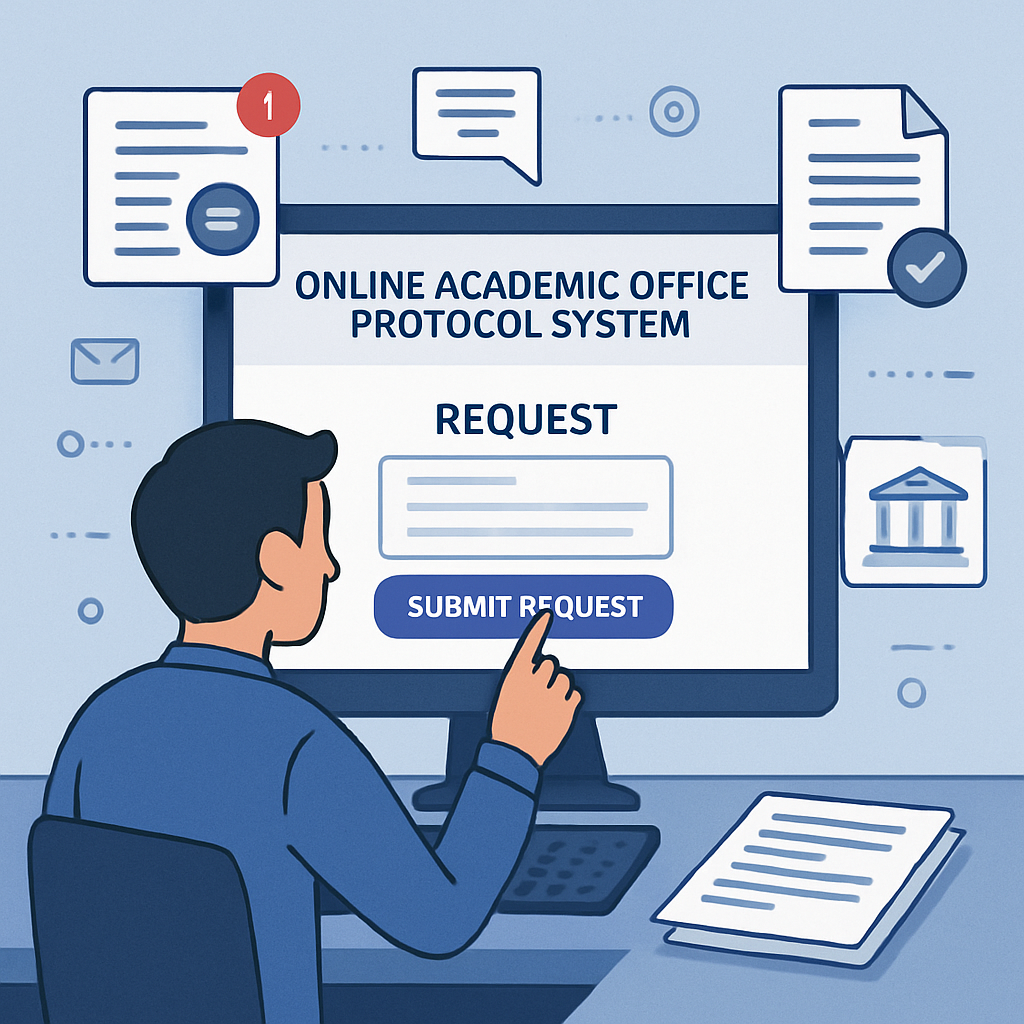 1
ONLINE ACADEMIC OFFICE
PROTOCOL SYSTEM
REQUEST
SUBMIT REQUEST